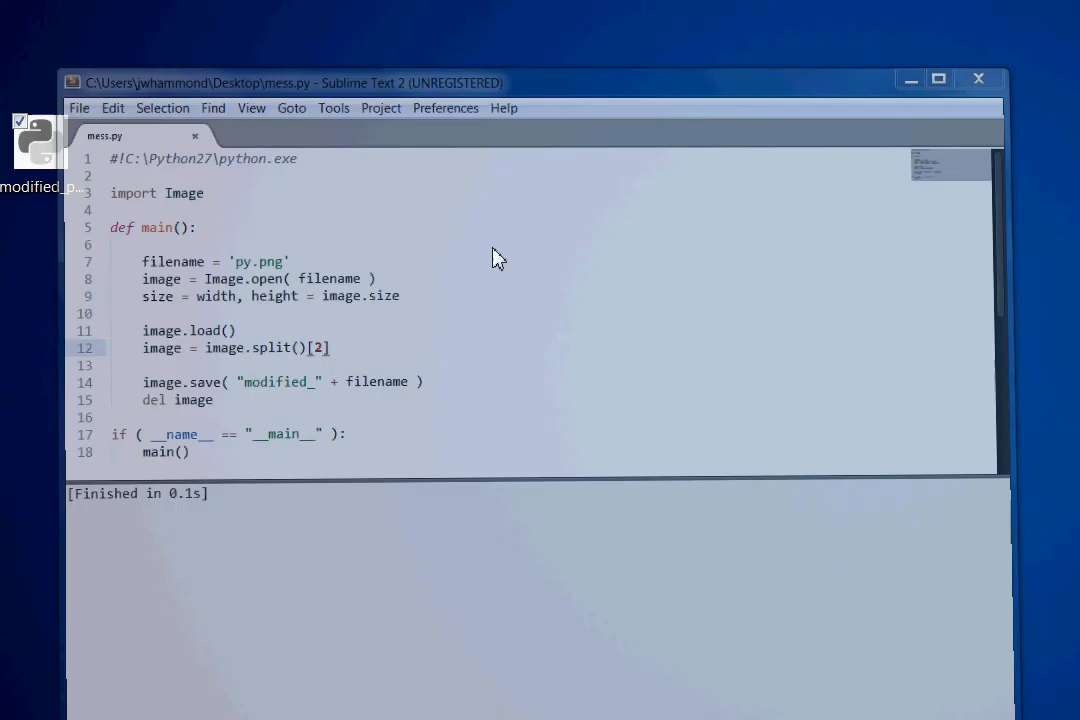 C:\Users\jwhammond\Desktop\mess.py - Sublime Text 2 (UNREGISTERED)
File Edit Selection Find View Goto Tools Project Preferences Help
mess.py
modified_p...
1 #!C:\Python27\python.exe
2
3 import Image
4
5 def main():
6
7 filename = 'py.png'
8 image = Image.open( filename )
9 size = width, height = image.size
10
11 image.load()
12 image = image.split()[2]
13
14 image.save( "modified_" + filename )
15 del image
16
17 if ( __name__ == "__main__" ):
18 main()
[Finished in 0.1s]